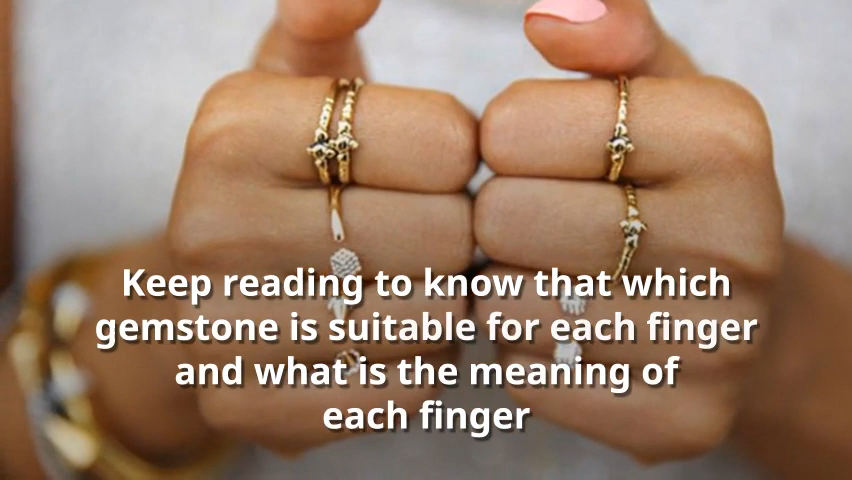 Keep reading to know that which
gemstone is suitable for each finger
and what is the meaning of
each finger